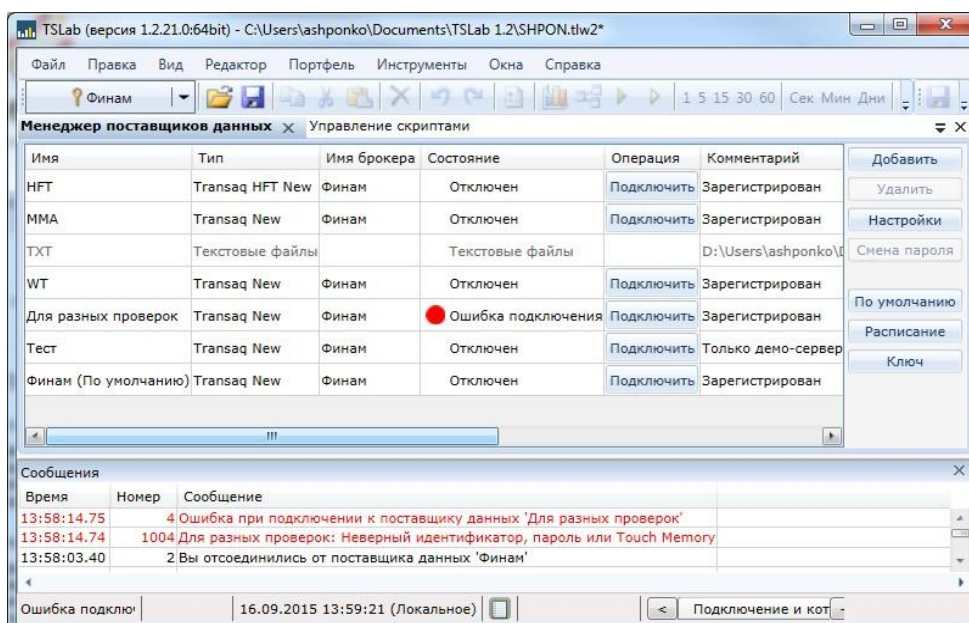 TSLab (версия 1.2.21.0:64bit) - C:\Users\ashponko\Documents\TSLab 1.2\SHPON.tlw2*
Файл Правка Вид Редактор Портфель Инструменты Окна Справка
Финам 1 5 15 30 60 Сек Мин Дни
Менеджер поставщиков данных Управление скриптами
Имя Тип Имя брокера Состояние Операция Комментарий Добавить
HFT Transaq HFT New Финам Отключен Подключить Зарегистрирован Удалить
MMA Transaq New Финам Отключен Подключить Зарегистрирован Настройки
TXT Текстовые файлы Текстовые файлы D:\Users\ashponko\ Смена пароля
WT Transaq New Финам Отключен Подключить Зарегистрирован По умолчанию
Для разных проверок Transaq New Финам Ошибка подключения Подключить Зарегистрирован Расписание
Тест Transaq New Финам Отключен Подключить Только демо-сервер Ключ
Финам (По умолчанию) Transaq New Финам Отключен Подключить Зарегистрирован
Сообщения
Время Номер Сообщение
13:58:14.75 4 Ошибка при подключении к поставщику данных 'Для разных проверок'
13:58:14.74 1004 Для разных проверок: Неверный идентификатор, пароль или Touch Memory
13:58:03.40 2 Вы отсоединились от поставщика данных 'Финам'
Ошибка подклю 16.09.2015 13:59:21 (Локальное) < Подключение и кот